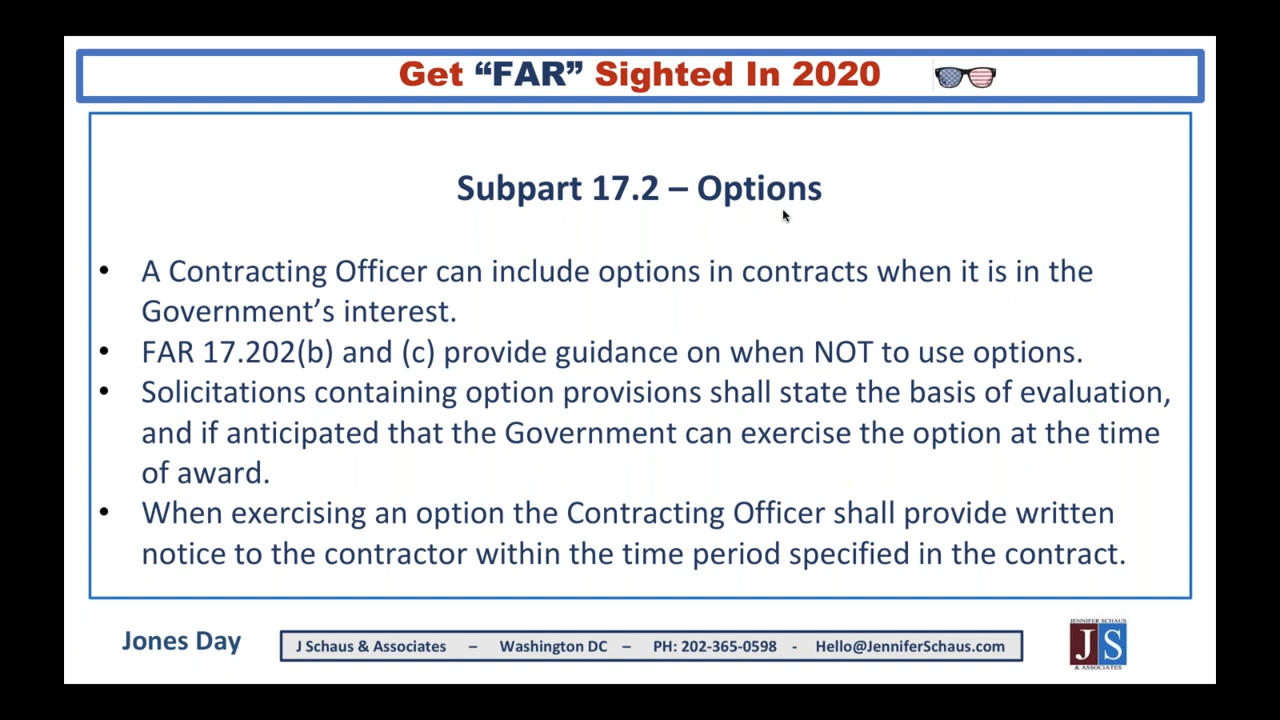 Get “FAR” Sighted In 2020
Subpart 17.2 – Options
• A Contracting Officer can include options in contracts when it is in the
Government’s interest.
• FAR 17.202(b) and (c) provide guidance on when NOT to use options.
• Solicitations containing option provisions shall state the basis of evaluation,
and if anticipated that the Government can exercise the option at the time
of award.
• When exercising an option the Contracting Officer shall provide written
notice to the contractor within the time period specified in the contract.
Jones Day
J Schaus & Associates – Washington DC – PH: 202-365-0598 - Hello@JenniferSchaus.com
JENNIFER SCHAUS
JS
& ASSOCIATES